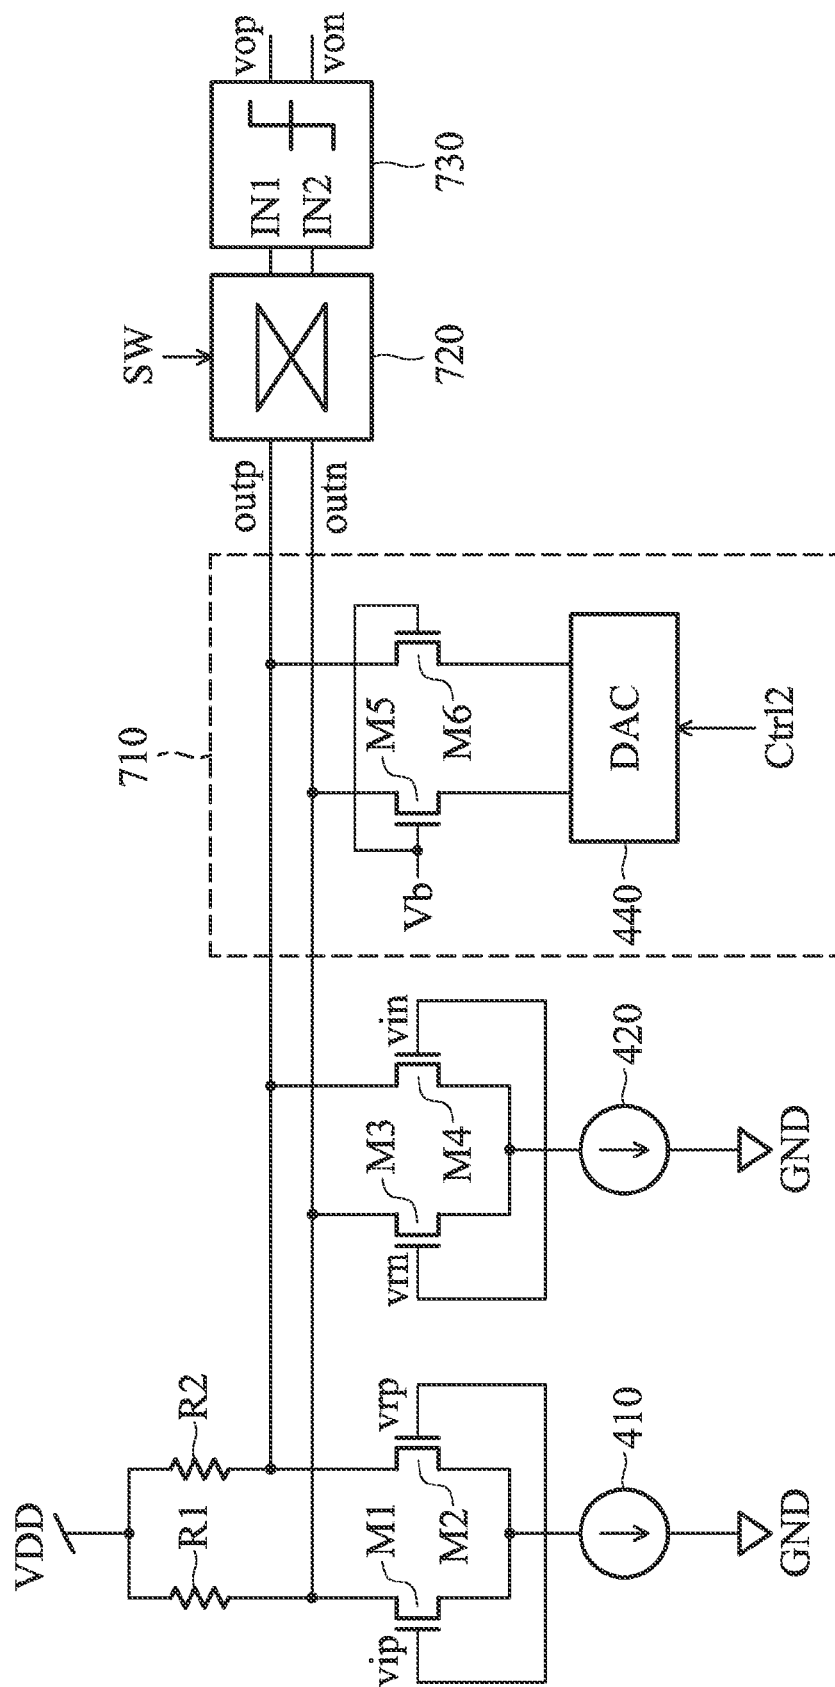 VDD
R1
R2
vip
M1
M2
vrp
410
GND
vrn
M3
M4
vin
420
GND
710
Vb
M5
M6
DAC
440
Ctrl2
outp
outn
SW
720
IN1
IN2
730
vop
von